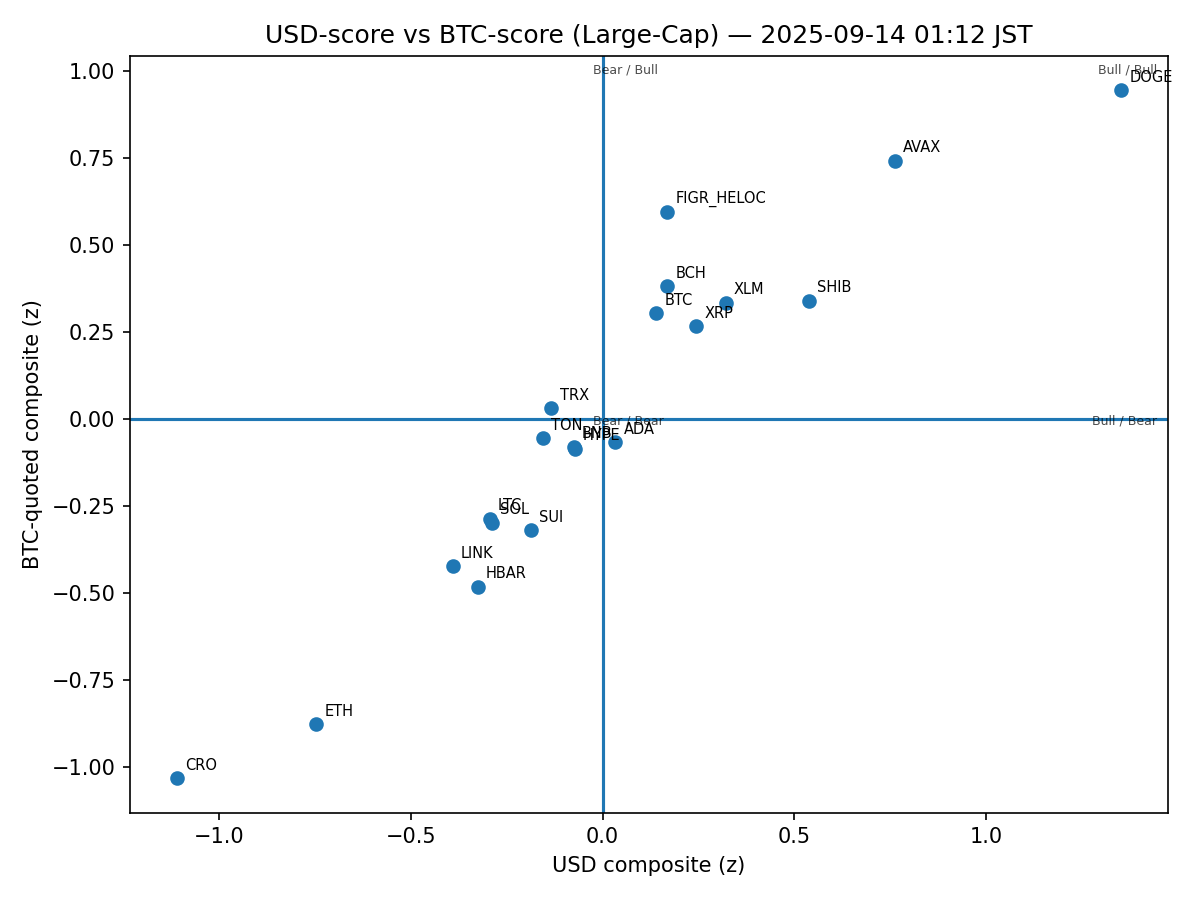 USD-score vs BTC-score (Large-Cap) — 2025-09-14 01:12 JST
1.00
Bear / Bull
Bull / Bull
DOGE
AVAX
0.75
FIGR_HELOC
0.50
BCH
XLM
SHIB
BTC
XRP
0.25
TRX
0.00
Bear / Bear
Bull / Bear
TON
BNB
HYPE
ADA
−0.25
LTC
SOL
SUI
LINK
HBAR
−0.50
−0.75
ETH
−1.00
CRO
BTC-quoted composite (z)
−1.0
−0.5
0.0
0.5
1.0
USD composite (z)